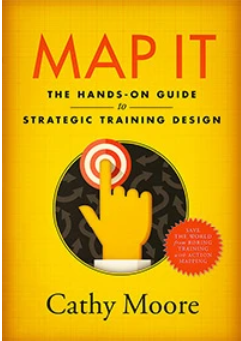 MAP IT
THE HANDS-ON GUIDE
to
STRATEGIC TRAINING DESIGN
SAVE
THE WORLD
from BORING
TRAINING
with ACTION
MAPPING
Cathy Moore